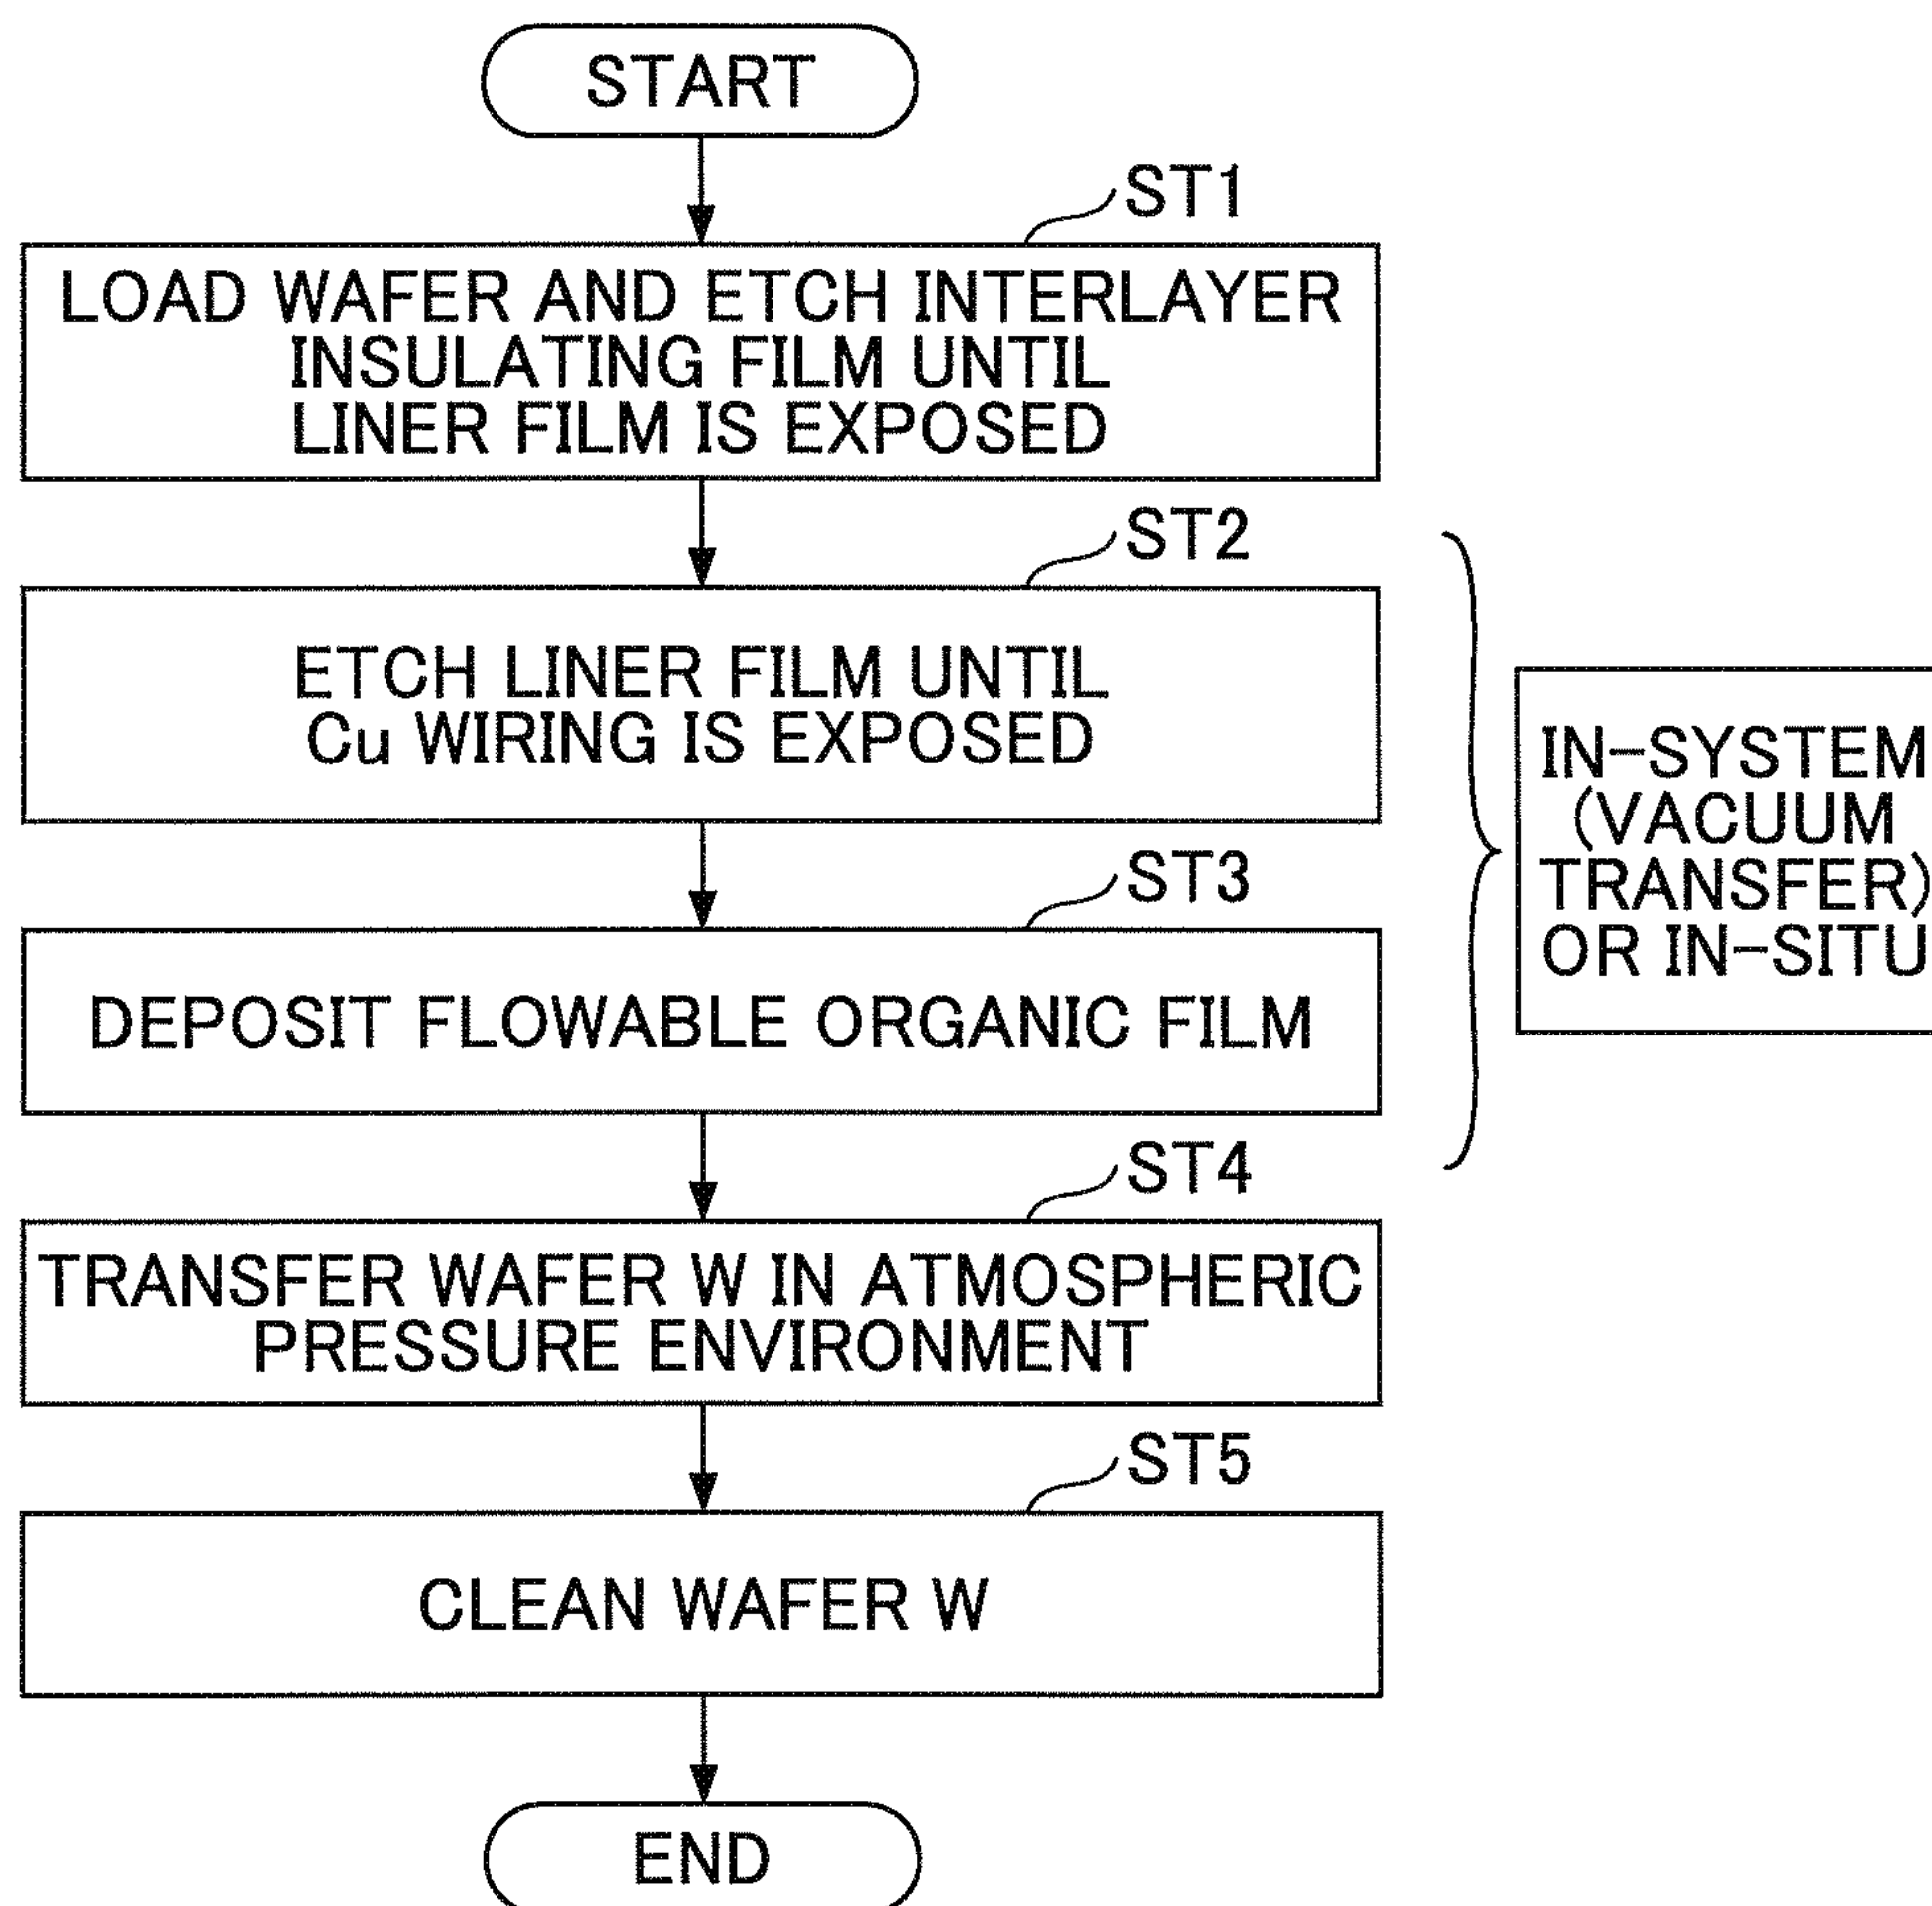 START
ST1
LOAD WAFER AND ETCH INTERLAYER
INSULATING FILM UNTIL
LINER FILM IS EXPOSED
ST2
ETCH LINER FILM UNTIL
Cu WIRING IS EXPOSED
IN-SYSTEM
(VACUUM
TRANSFER)
OR IN-SITU
ST3
DEPOSIT FLOWABLE ORGANIC FILM
ST4
TRANSFER WAFER W IN ATMOSPHERIC
PRESSURE ENVIRONMENT
ST5
CLEAN WAFER W
END